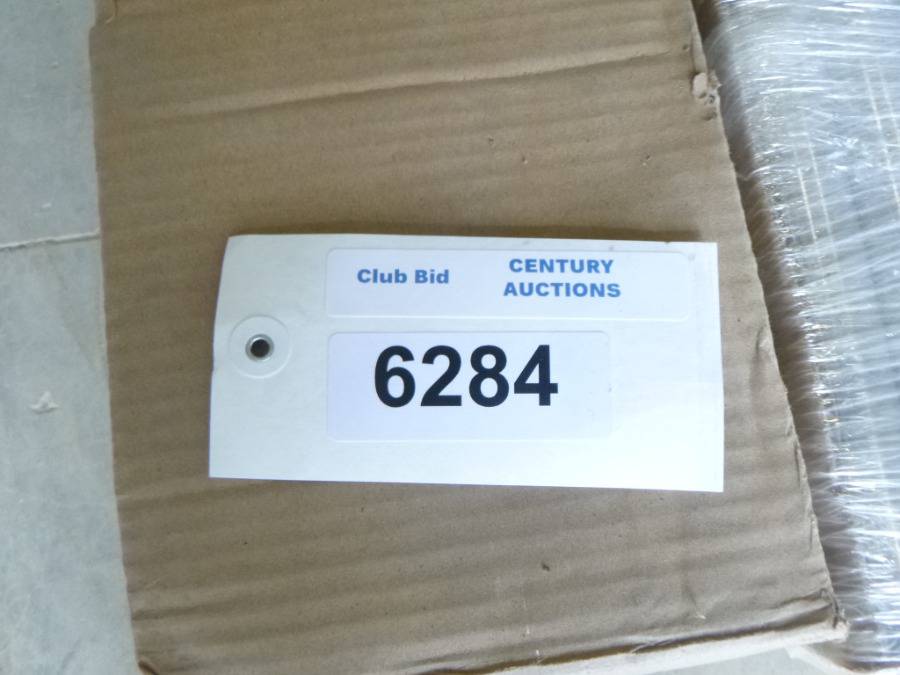 Club Bid
CENTURY
AUCTIONS
6284